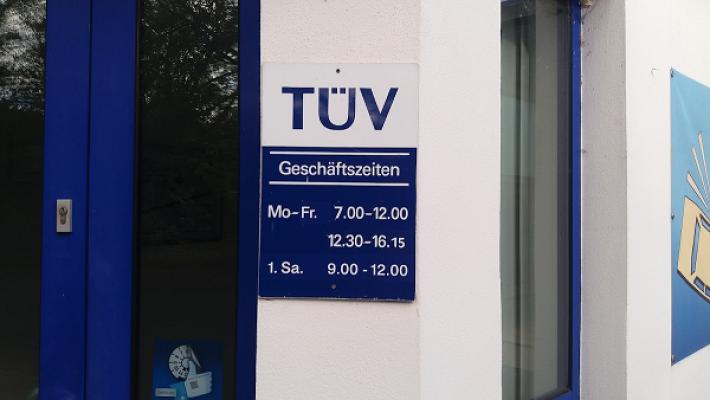 TÜV
Geschäftszeiten
Mo-Fr. 7.00-12.00
12.30-16.15
1. Sa. 9.00-12.00